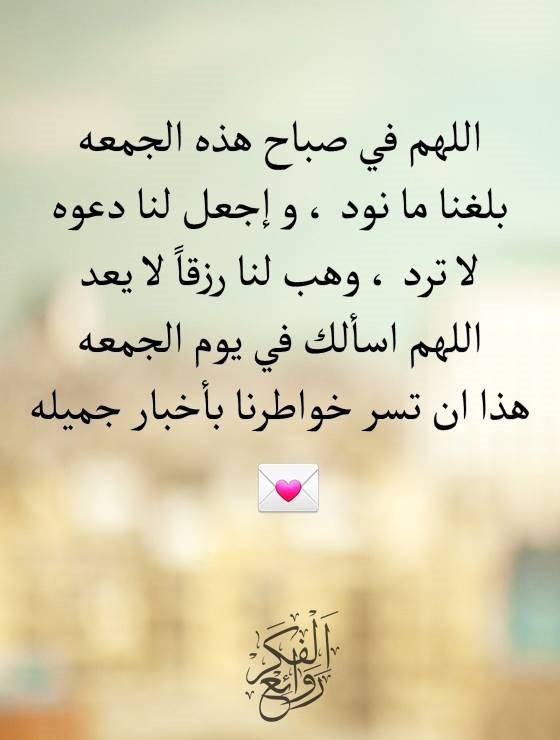 اللهم في صباح هذه الجمعه
بلغنا ما نود ، و إجعل لنا دعوه
لا ترد ، وهب لنا رزقاً لا يعد
اللهم اسألك في يوم الجمعه
هذا ان تسر خواطرنا بأخبار جميله
روائع الفكر